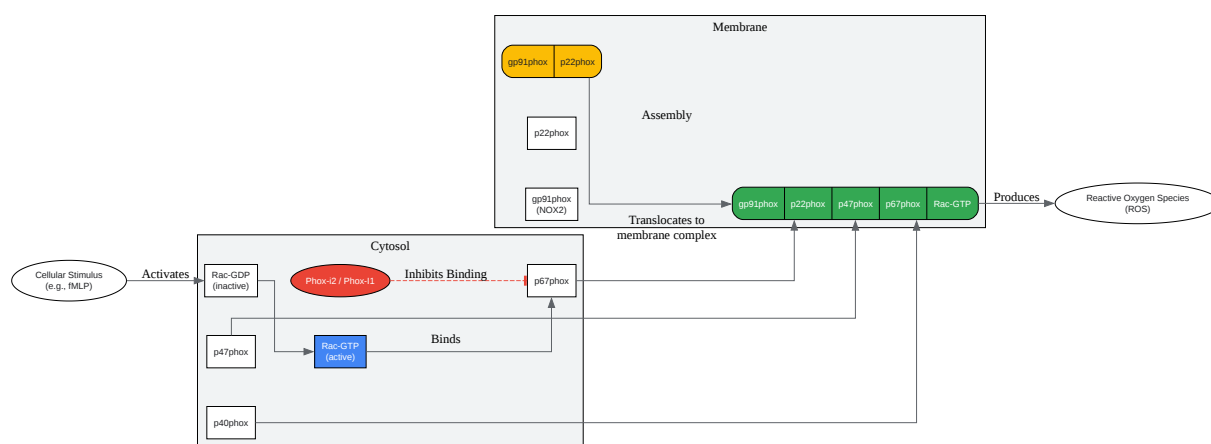 Membrane
gp91phox p22phox
Assembly
p22phox
gp91phox
(NOX2)
gp91phox p22phox p47phox p67phox Rac-GTP
Produces
Reactive Oxygen Species
(ROS)
Translocates to
membrane complex
Cytosol
Cellular Stimulus
(e.g., fMLP)
Activates
Rac-GDP
(inactive)
Phox-i2 / Phox-I1
Inhibits Binding
p67phox
p47phox
Rac-GTP
(active)
Binds
p40phox